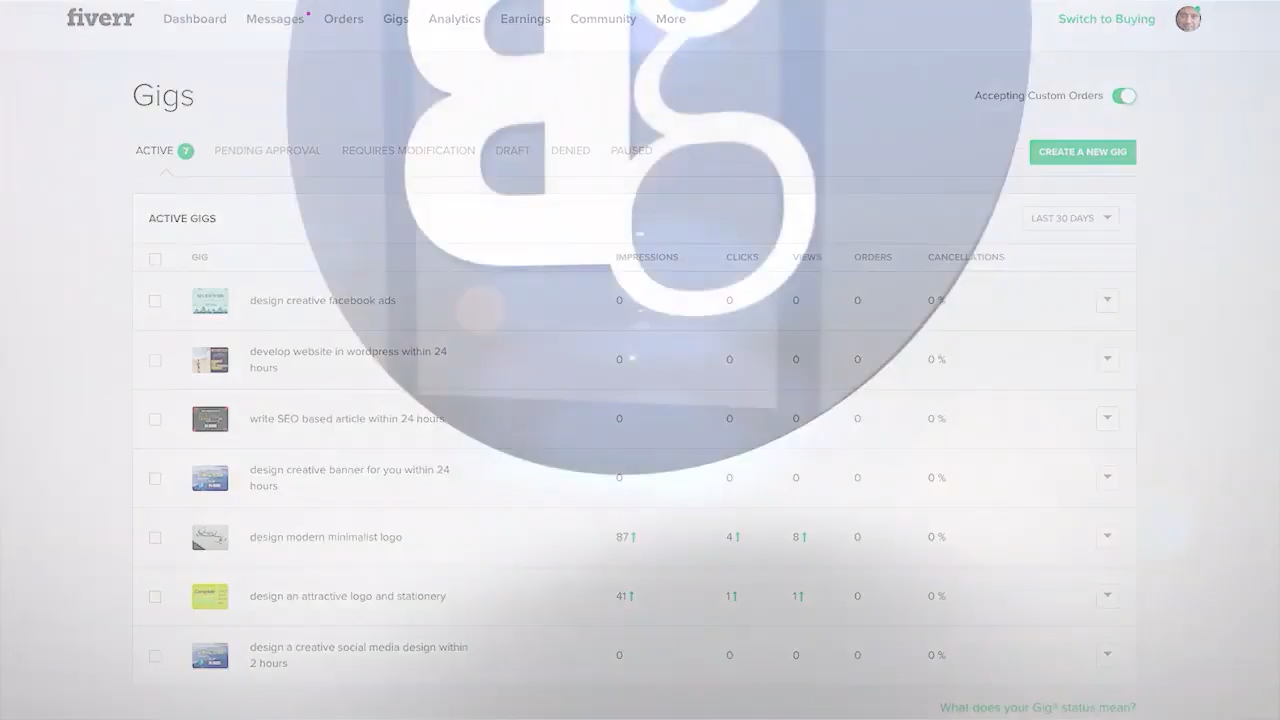 fiverr Dashboard Messages Orders Gigs Analytics Earnings Community More Switch to Buying
Gigs
Accepting Custom Orders
ACTIVE 7 PENDING APPROVAL REQUIRES MODIFICATION DRAFT DENIED PAUSED
CREATE A NEW GIG
ACTIVE GIGS
LAST 30 DAYS
GIG IMPRESSIONS CLICKS VIEWS ORDERS CANCELLATIONS
design creative facebook ads 0 0 0 0 0 %
develop website in wordpress within 24
hours
0 0 0 0 0 %
write SEO based article within 24 hours 0 0 0 0 0 %
design creative banner for you within 24
hours
0 0 0 0 0 %
design modern minimalist logo 87 4 8 0 0 %
design an attractive logo and stationery 41 1 1 0 0 %
design a creative social media design within
2 hours
0 0 0 0 0 %
What does your Gig® status mean?